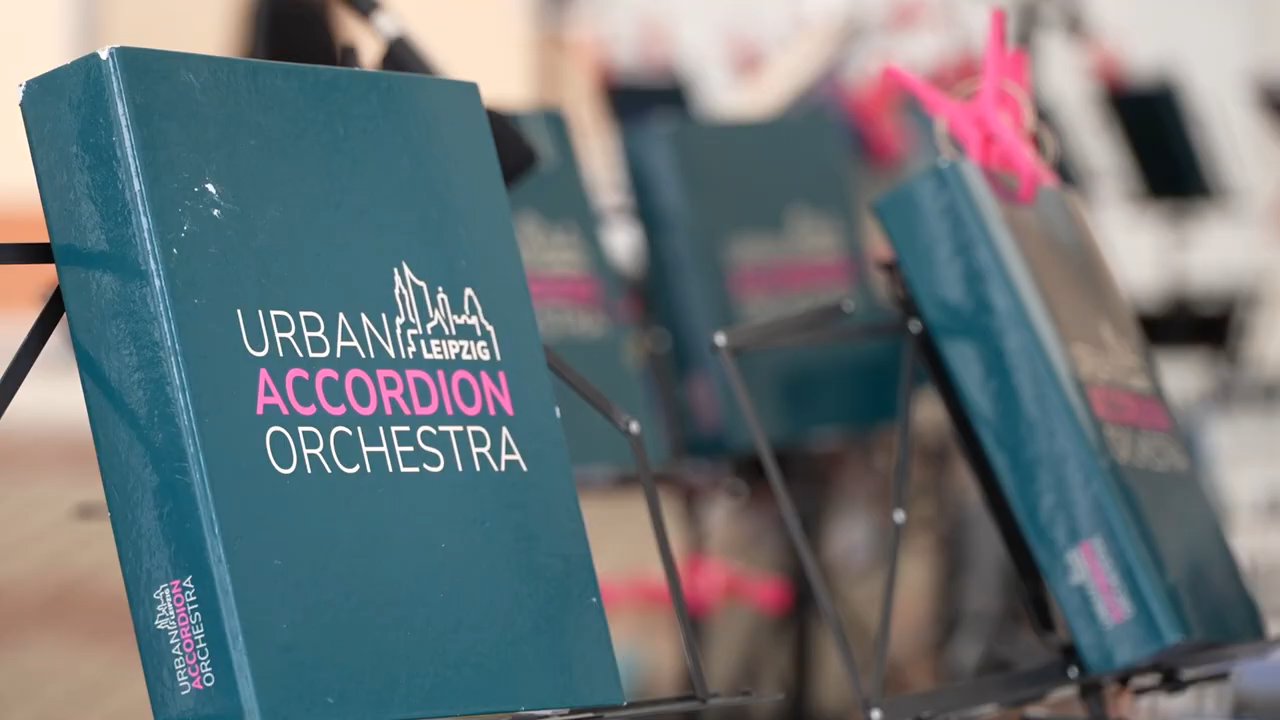 URBAN
LEIPZIG
ACCORDION
ORCHESTRA
URBAN LEIPZIG
ACCORDION
ORCHESTRA